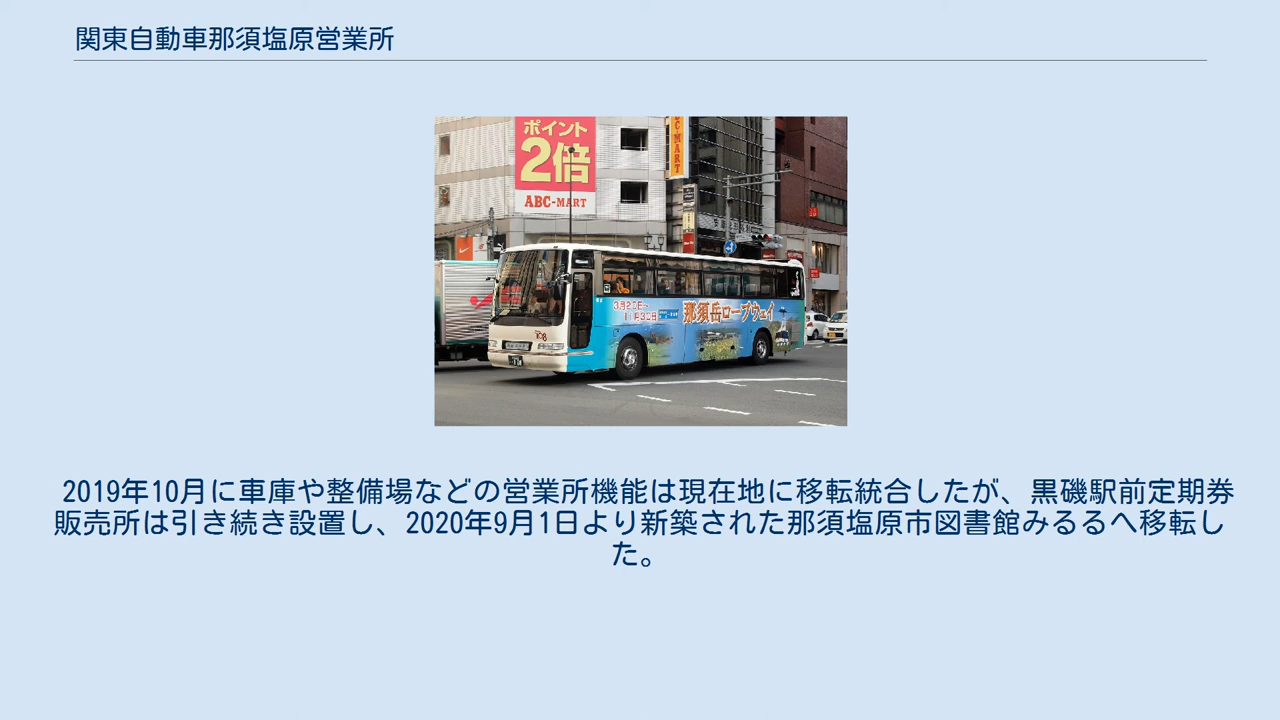 関東自動車那須塩原営業所
ポイント
2倍
ABC-MART
C-MART
那須岳ロープウェイ
2019年10月に車庫や整備場などの営業所機能は現在地に移転統合したが、黒磯駅前定期券
販売所は引き続き設置し、2020年9月1日より新築された那須塩原市図書館みるるへ移転し
た。